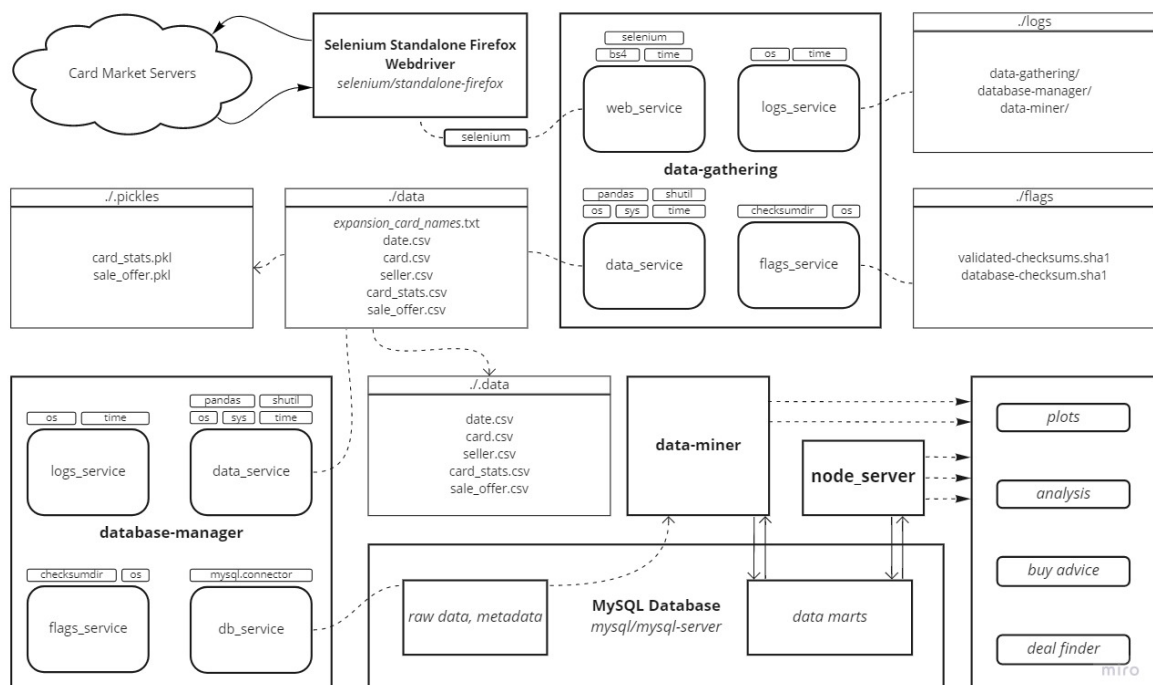 Card Market Servers
Selenium Standalone Firefox
Webdriver
selenium/standalone-firefox
selenium
selenium
bs4
time
web_service
os
time
logs_service
data-gathering
pandas
shutil
os
sys
time
data_service
checksumdir
os
flags_service
./logs
data-gathering/
database-manager/
data-miner/
./.pickles
card_stats.pkl
sale_offer.pkl
./data
expansion_card_names.txt
date.csv
card.csv
seller.csv
card_stats.csv
sale_offer.csv
./flags
validated-checksums.sha1
database-checksum.sha1
os
time
logs_service
pandas
shutil
os
sys
time
data_service
database-manager
checksumdir
os
flags_service
mysql.connector
db_service
./.data
date.csv
card.csv
seller.csv
card_stats.csv
sale_offer.csv
data-miner
node_server
raw data, metadata
MySQL Database
mysql/mysql-server
data marts
plots
analysis
buy advice
deal finder
miro